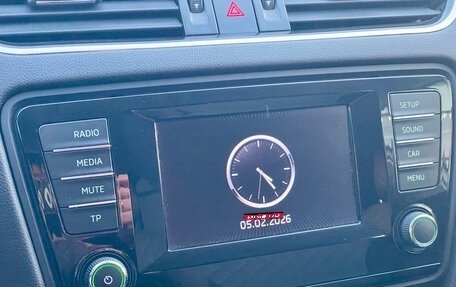 RADIO
MEDIA
MUTE
TP
SETUP
SOUND
CAR
MENU
05.02.2026